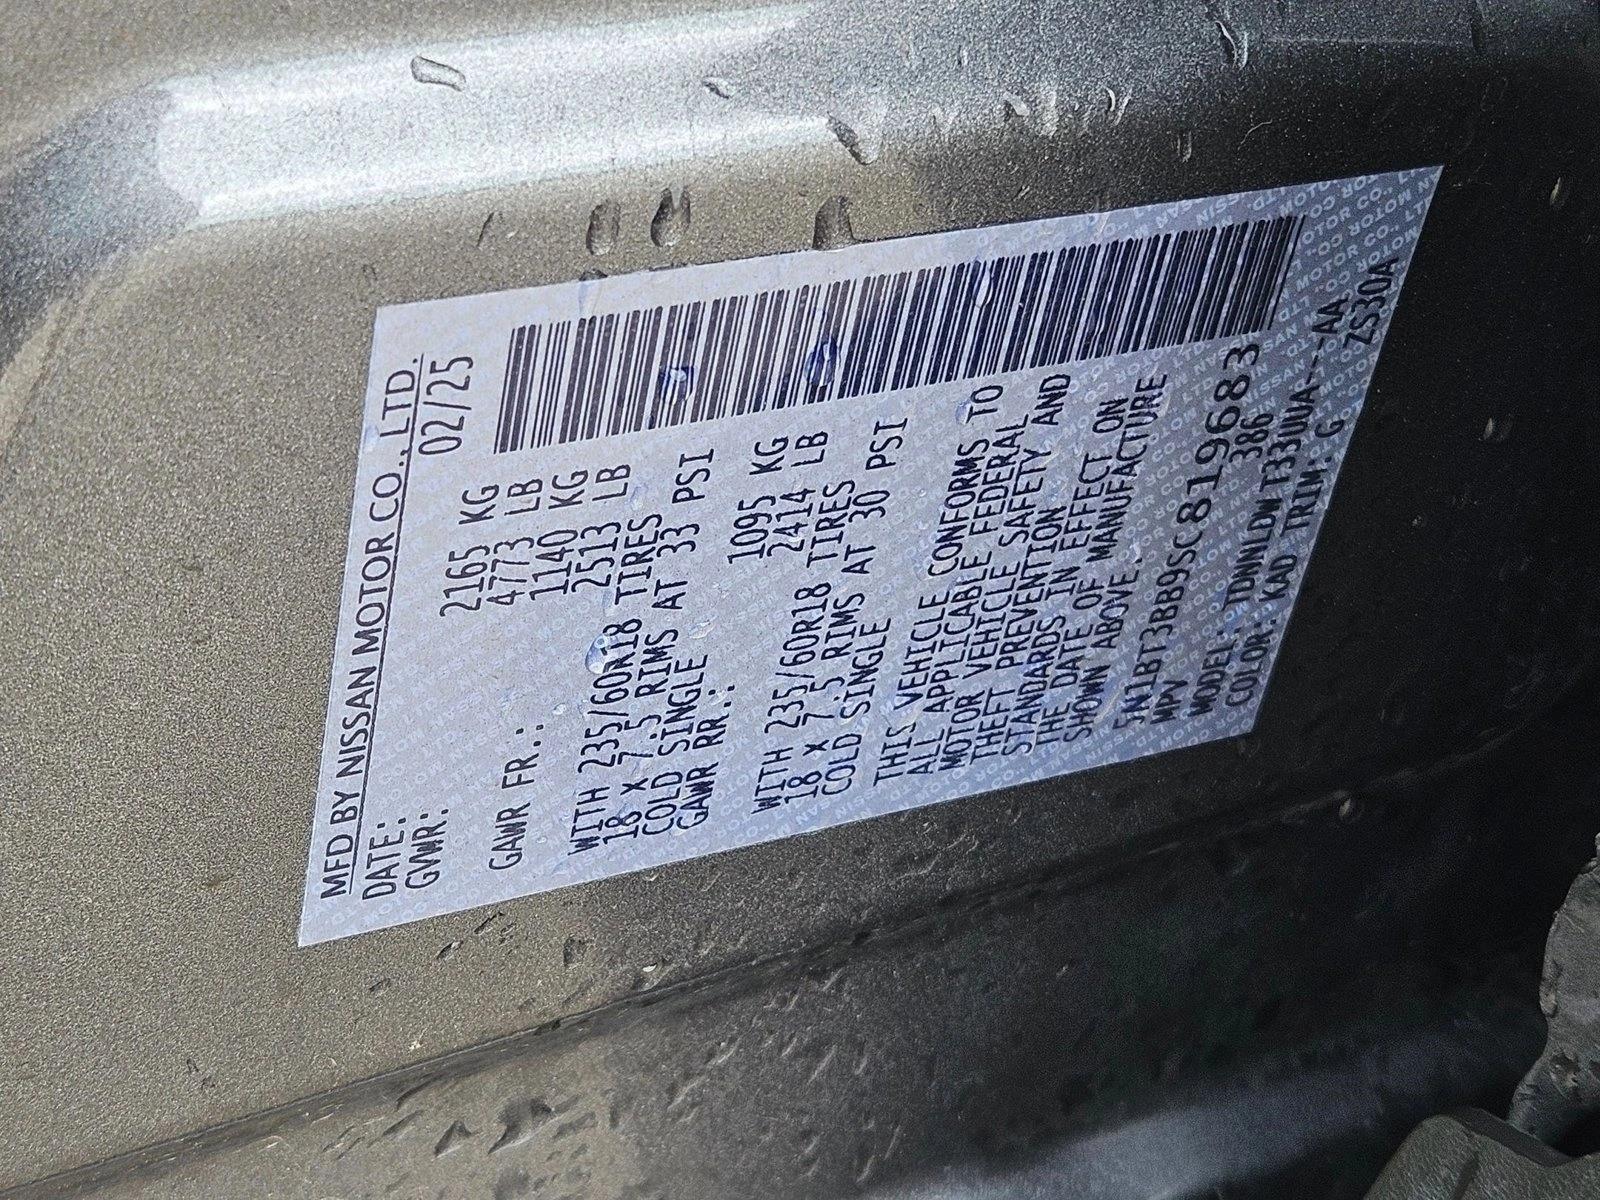 MFD BY NISSAN MOTOR CO., LTD.
DATE: 02/25
GVWR: 2165 KG
4773 LB
GAWR FR.: 1140 KG
2513 LB
WITH 235/60R18 TIRES
18 x 7.5 RIMS AT 33 PSI
COLD SINGLE
GAWR RR.: 1095 KG
2414 LB
WITH 235/60R18 TIRES
18 x 7.5 RIMS AT 30 PSI
COLD SINGLE
THIS VEHICLE CONFORMS TO
ALL APPLICABLE FEDERAL
MOTOR VEHICLE SAFETY AND
THEFT PREVENTION
STANDARDS IN EFFECT ON
THE DATE OF MANUFACTURE
SHOWN ABOVE.
5N1BT3BB9SC819683
MPV 386
MODEL: TDNNLDWT33UUA---AA
COLOR: KAD TRIM: G ZS30A